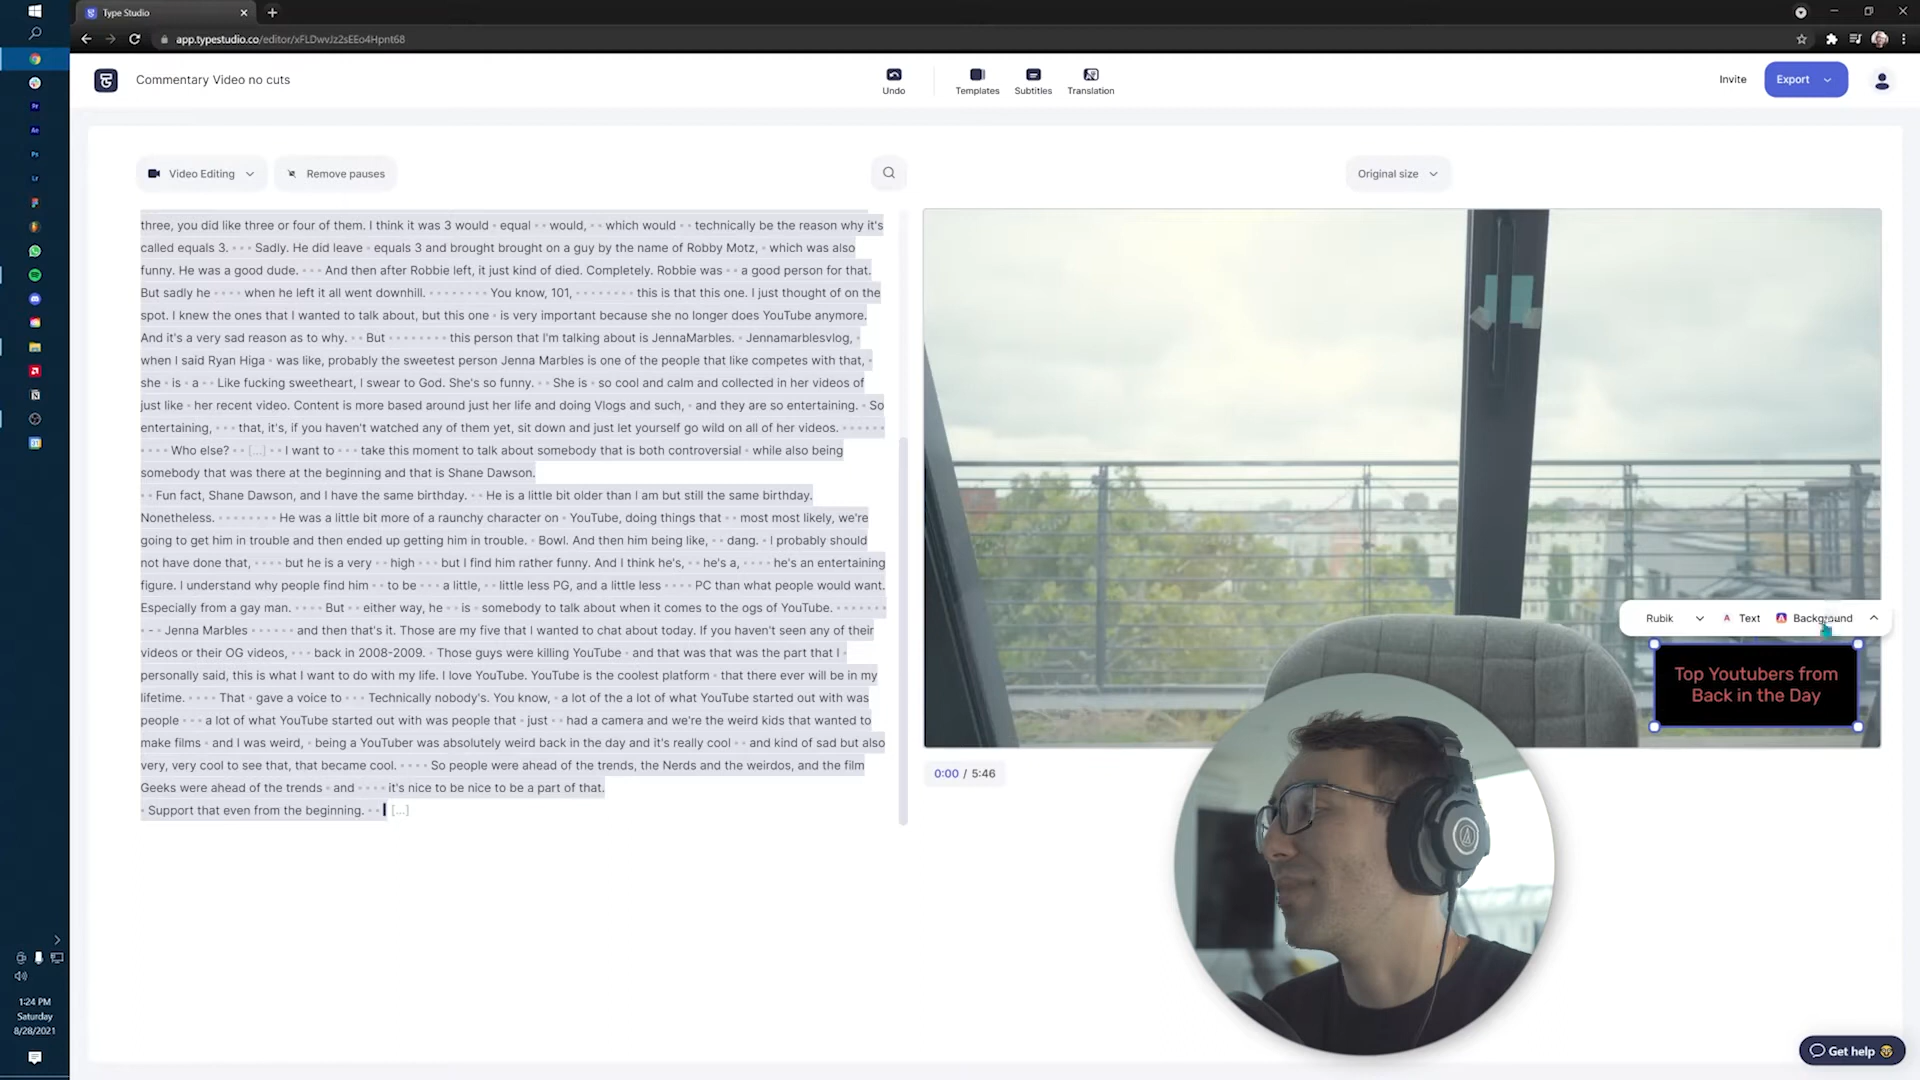 Type Studio
app.typestudio.co/editor/xFLDwvJz2sEEo4Hpnt68
Commentary Video no cuts
Undo
Templates
Subtitles
Translation
Invite
Export
Video Editing
Remove pauses
Original size
three, you did like three or four of them. I think it was 3 would equal would, which would technically be the reason why it's
called equals 3. Sadly. He did leave equals 3 and brought brought on a guy by the name of Robby Motz, which was also
funny. He was a good dude. And then after Robbie left, it just kind of died. Completely. Robbie was a good person for that.
But sadly he when he left it all went downhill. You know, 101, this is that this one. I just thought of on the
spot. I knew the ones that I wanted to talk about, but this one is very important because she no longer does YouTube anymore.
And it's a very sad reason as to why. But this person that I'm talking about is JennaMarbles. Jennamarblesvlog,
when I said Ryan Higa was like, probably the sweetest person Jenna Marbles is one of the people that like competes with that,
she is a Like fucking sweetheart, I swear to God. She's so funny. She is so cool and calm and collected in her videos of
just like her recent video. Content is more based around just her life and doing Vlogs and such, and they are so entertaining. So
entertaining, that, it's, if you haven't watched any of them yet, sit down and just let yourself go wild on all of her videos.
Who else? [...] I want to take this moment to talk about somebody that is both controversial while also being
somebody that was there at the beginning and that is Shane Dawson.
Fun fact, Shane Dawson, and I have the same birthday. He is a little bit older than I am but still the same birthday.
Nonetheless. He was a little bit more of a raunchy character on YouTube, doing things that most most likely, we're
going to get him in trouble and then ended up getting him in trouble. Bowl. And then him being like, dang. I probably should
not have done that, but he is a very high but I find him rather funny. And I think he's, he's a, he's an entertaining
figure. I understand why people find him to be a little, little less PG, and a little less PC than what people would want.
Especially from a gay man. But either way, he is somebody to talk about when it comes to the ogs of YouTube.
Jenna Marbles and then that's it. Those are my five that I wanted to chat about today. If you haven't seen any of their
videos or their OG videos, back in 2008-2009. Those guys were killing YouTube and that was that was the part that I
personally said, this is what I want to do with my life. I love YouTube. YouTube is the coolest platform that there ever will be in my
lifetime. That gave a voice to Technically nobody's. You know, a lot of the a lot of what YouTube started out with was
people a lot of what YouTube started out with was people that just had a camera and we're the weird kids that wanted to
make films and I was weird, being a YouTuber was absolutely weird back in the day and it's really cool and kind of sad but also
very, very cool to see that, that became cool. So people were ahead of the trends, the Nerds and the weirdos, and the film
Geeks were ahead of the trends and it's nice to be nice to be a part of that.
Support that even from the beginning. [...]
Rubik
Text
Background
Top Youtubers from
Back in the Day
0:00 / 5:46
1:24 PM
Saturday
8/28/2021
Get help